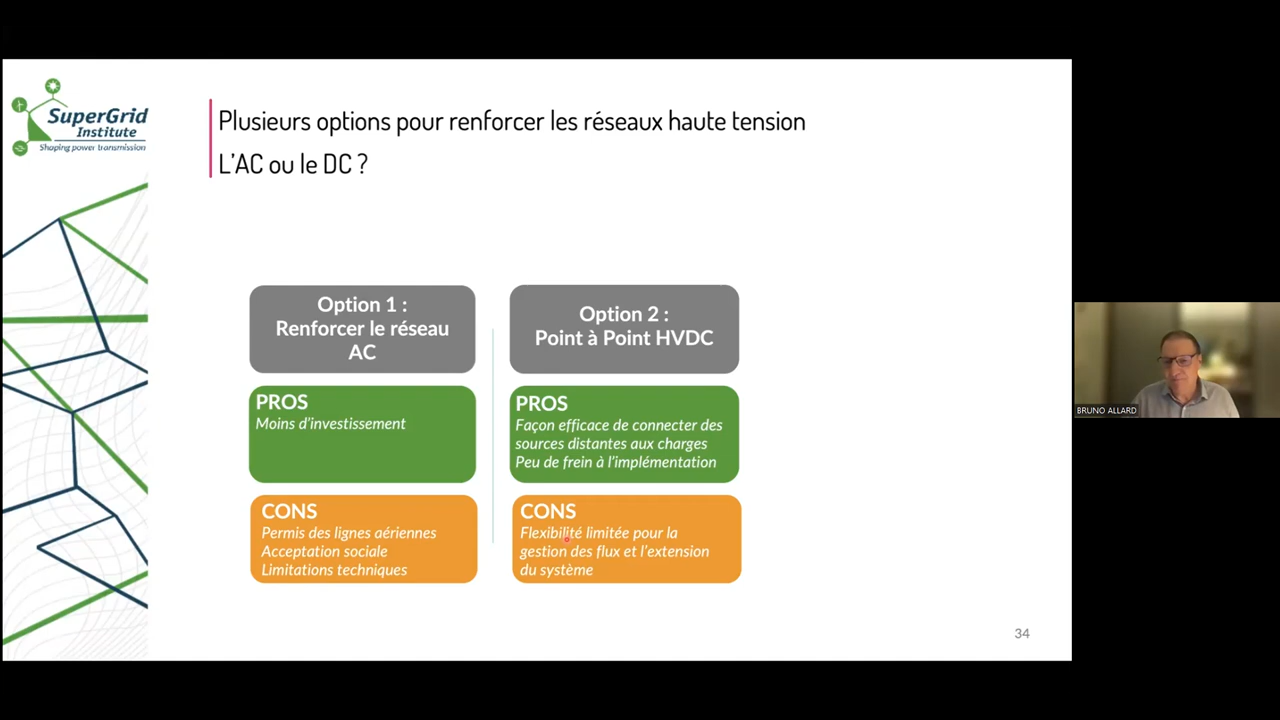 SuperGrid
Institute
Shaping power transmission
Plusieurs options pour renforcer les réseaux haute tension
L'AC ou le DC ?
Option 1 :
Renforcer le réseau
AC
PROS
Moins d'investissement
CONS
Permis des lignes aériennes
Acceptation sociale
Limitations techniques
Option 2 :
Point à Point HVDC
PROS
Façon efficace de connecter des
sources distantes aux charges
Peu de frein à l'implémentation
CONS
Flexibilité limitée pour la
gestion des flux et l'extension
du système
34
BRUNO ALLARD